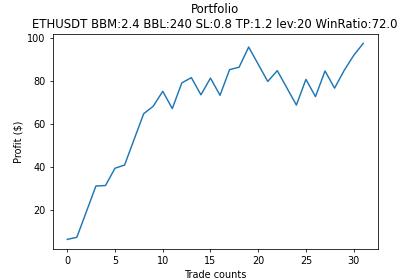 Portfolio
ETHUSDT BBM:2.4 BBL:240 SL:0.8 TP:1.2 lev:20 WinRatio:72.0
100
80
60
40
20
Profit ($)
0 5 10 15 20 25 30
Trade counts